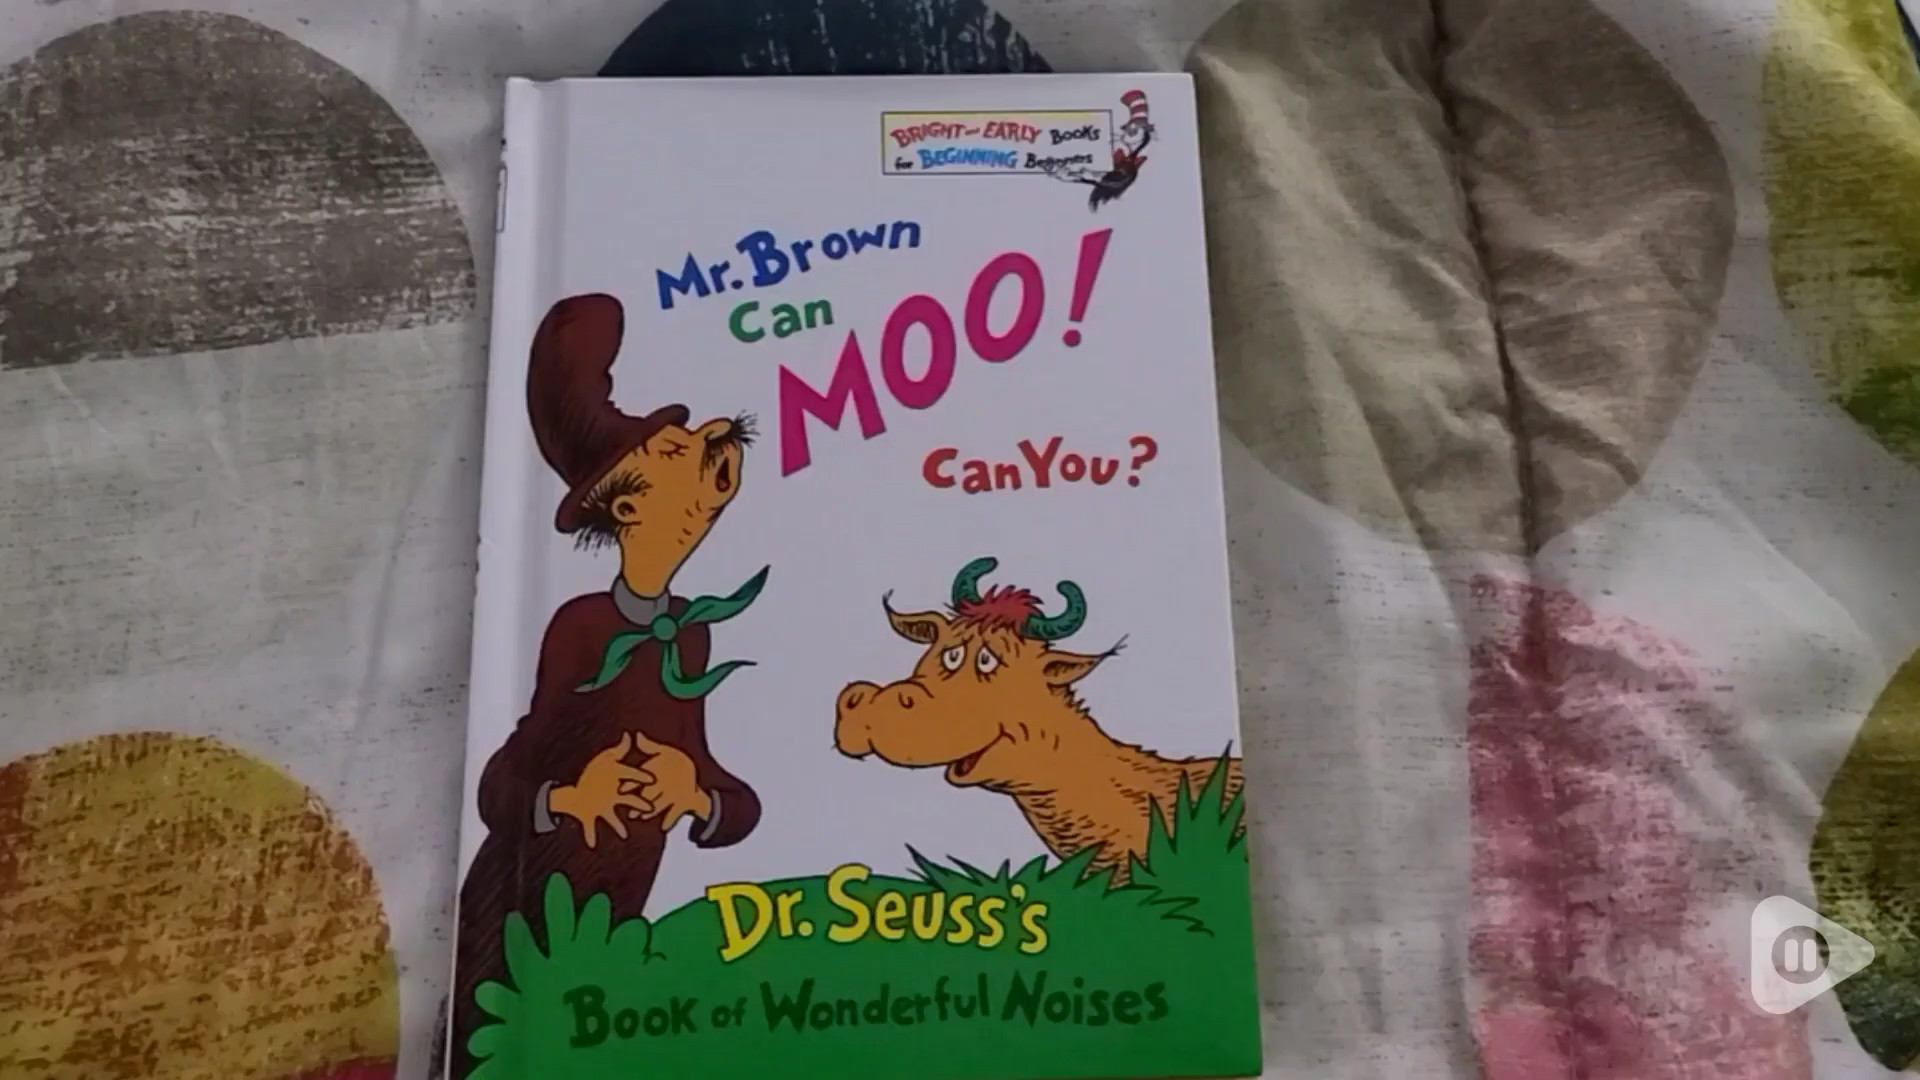 BRIGHT and EARLY BOOKS
for BEGINNING Beginners
Mr. Brown
Can
MOO!
Can You?
Dr. Seuss's
Book of Wonderful Noises